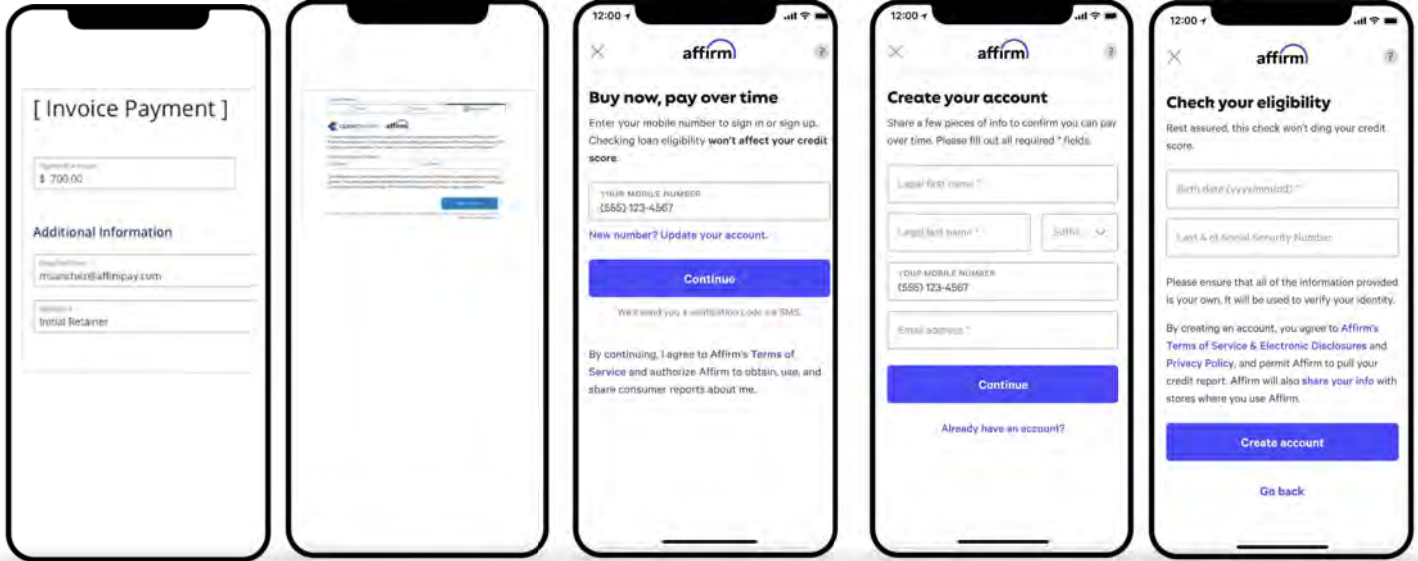 [ Invoice Payment ]
$ 700.00
Additional Information
msanchez@affinipay.com
Initial Retainer
affirm
12:00
affirm
?
Buy now, pay over time
Enter your mobile number to sign in or sign up.
Checking loan eligibility won't affect your credit
score.
YOUR MOBILE NUMBER
(555) 123-4567
New number? Update your account.
Continue
We'll send you a verification code via SMS.
By continuing, I agree to Affirm's Terms of
Service and authorize Affirm to obtain, use, and
share consumer reports about me.
12:00
affirm
?
Create your account
Share a few pieces of info to confirm you can pay
over time. Please fill out all required * fields.
Legal first name *
Legal last name *
Suffix
YOUR MOBILE NUMBER
(555) 123-4567
Email address *
Continue
Already have an account?
12:00
affirm
?
Check your eligibility
Rest assured, this check won't ding your credit
score.
Birth date (yyyy/mm/dd) *
Last 4 of Social Security Number
Please ensure that all of the information provided
is your own. It will be used to verify your identity.
By creating an account, you agree to Affirm's
Terms of Service & Electronic Disclosures and
Privacy Policy, and permit Affirm to pull your
credit report. Affirm will also share your info with
stores where you use Affirm.
Create account
Go back